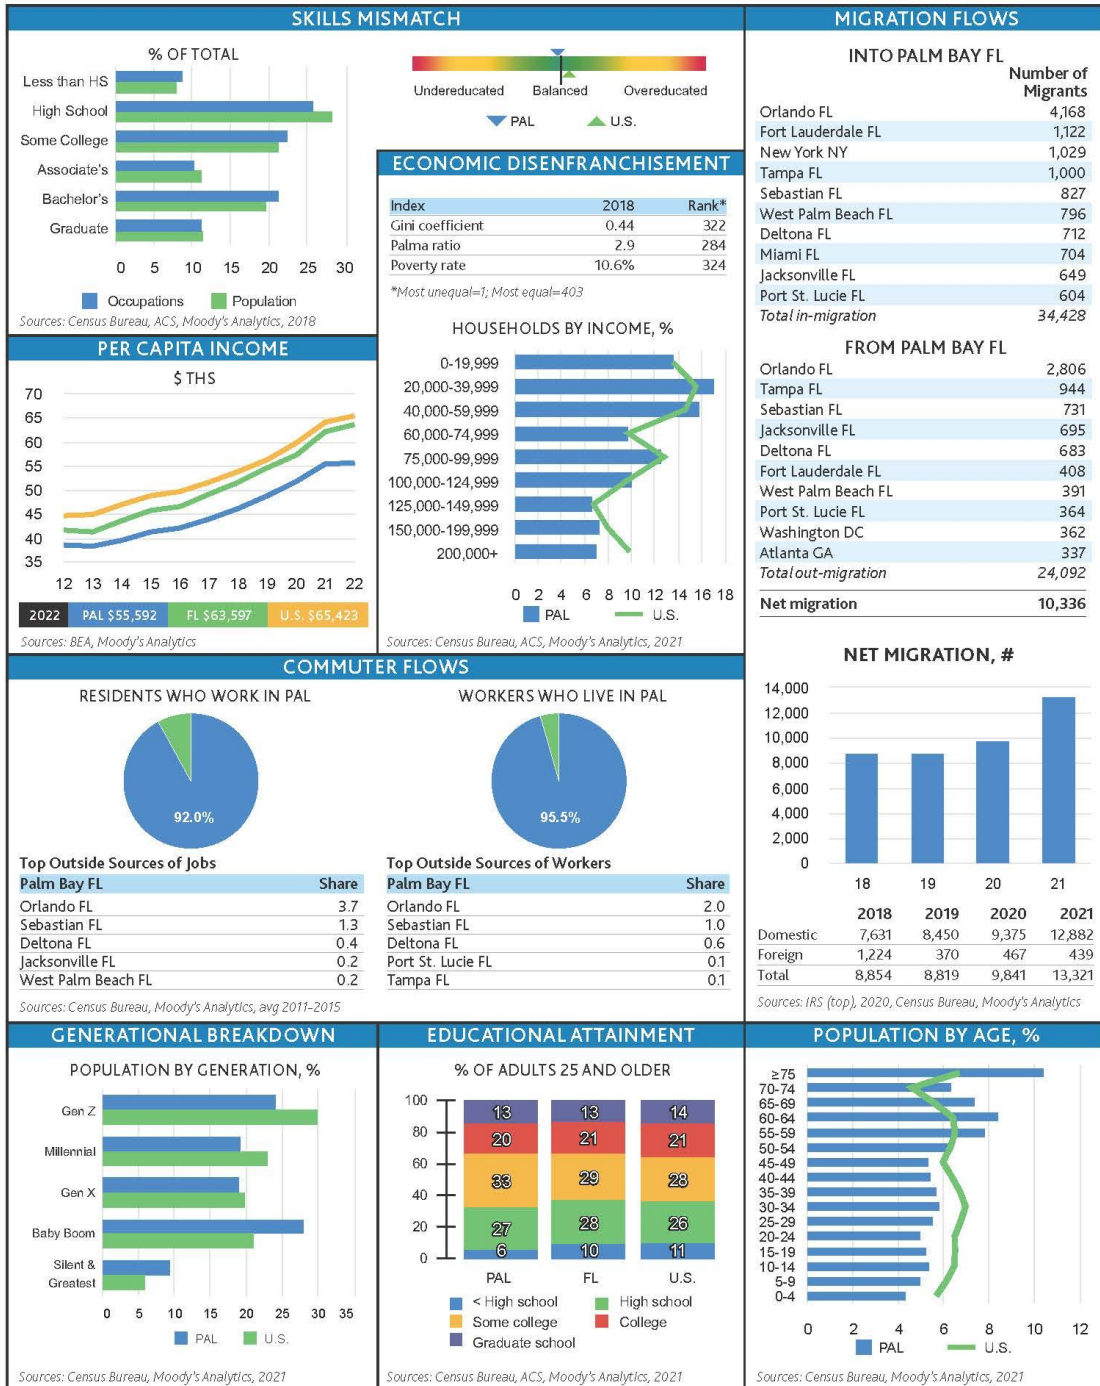 SKILLS MISMATCH
% OF TOTAL
Less than HS
High School
Some College
Associate's
Bachelor's
Graduate
0 5 10 15 20 25 30
Occupations Population
Sources: Census Bureau, ACS, Moody's Analytics, 2018
Undereducated Balanced Overeducated
PAL U.S.
ECONOMIC DISENFRANCHISEMENT
Index 2018 Rank*
Gini coefficient 0.44 322
Palma ratio 2.9 284
Poverty rate 10.6% 324
*Most unequal=1; Most equal=403
HOUSEHOLDS BY INCOME, %
0-19,999
20,000-39,999
40,000-59,999
60,000-74,999
75,000-99,999
100,000-124,999
125,000-149,999
150,000-199,999
200,000+
0 2 4 6 8 10 12 14 16 18
PAL U.S.
Sources: Census Bureau, ACS, Moody's Analytics, 2021
PER CAPITA INCOME
$ THS
70
65
60
55
50
45
40
35
12 13 14 15 16 17 18 19 20 21 22
2022 PAL $55,592 FL $63,597 U.S. $65,423
Sources: BEA, Moody's Analytics
MIGRATION FLOWS
INTO PALM BAY FL
Number of
Migrants
Orlando FL 4,168
Fort Lauderdale FL 1,122
New York NY 1,029
Tampa FL 1,000
Sebastian FL 827
West Palm Beach FL 796
Deltona FL 712
Miami FL 704
Jacksonville FL 649
Port St. Lucie FL 604
Total in-migration 34,428
FROM PALM BAY FL
Orlando FL 2,806
Tampa FL 944
Sebastian FL 731
Jacksonville FL 695
Deltona FL 683
Fort Lauderdale FL 408
West Palm Beach FL 391
Port St. Lucie FL 364
Washington DC 362
Atlanta GA 337
Total out-migration 24,092
Net migration 10,336
NET MIGRATION, #
14,000
12,000
10,000
8,000
6,000
4,000
2,000
0
18 19 20 21
2018 2019 2020 2021
Domestic 7,631 8,450 9,375 12,882
Foreign 1,224 370 467 439
Total 8,854 8,819 9,841 13,321
Sources: IRS (top), 2020, Census Bureau, Moody's Analytics
COMMUTER FLOWS
RESIDENTS WHO WORK IN PAL
92.0%
Top Outside Sources of Jobs
Palm Bay FL Share
Orlando FL 3.7
Sebastian FL 1.3
Deltona FL 0.4
Jacksonville FL 0.2
West Palm Beach FL 0.2
Sources: Census Bureau, Moody's Analytics, avg 2011-2015
WORKERS WHO LIVE IN PAL
95.5%
Top Outside Sources of Workers
Palm Bay FL Share
Orlando FL 2.0
Sebastian FL 1.0
Deltona FL 0.6
Port St. Lucie FL 0.1
Tampa FL 0.1
GENERATIONAL BREAKDOWN
POPULATION BY GENERATION, %
Gen Z
Millennial
Gen X
Baby Boom
Silent &
Greatest
0 5 10 15 20 25 30 35
PAL U.S.
Sources: Census Bureau, Moody's Analytics, 2021
EDUCATIONAL ATTAINMENT
% OF ADULTS 25 AND OLDER
100
80
60
40
20
0
13 13 14
20 21 21
33 29 28
27 28 26
6 10 11
PAL FL U.S.
< High school High school
Some college College
Graduate school
Sources: Census Bureau, ACS, Moody's Analytics, 2021
POPULATION BY AGE, %
≥75
70-74
65-69
60-64
55-59
50-54
45-49
40-44
35-39
30-34
25-29
20-24
15-19
10-14
5-9
0-4
0 2 4 6 8 10 12
PAL U.S.
Sources: Census Bureau, Moody's Analytics, 2021